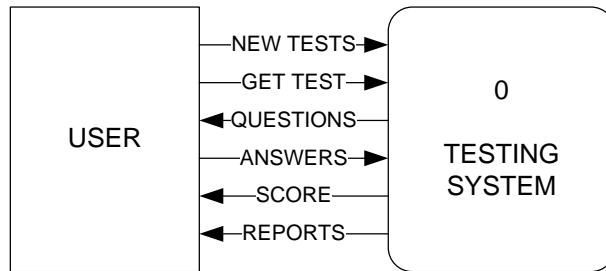 USER
NEW TESTS
GET TEST
QUESTIONS
ANSWERS
SCORE
REPORTS
0
TESTING
SYSTEM